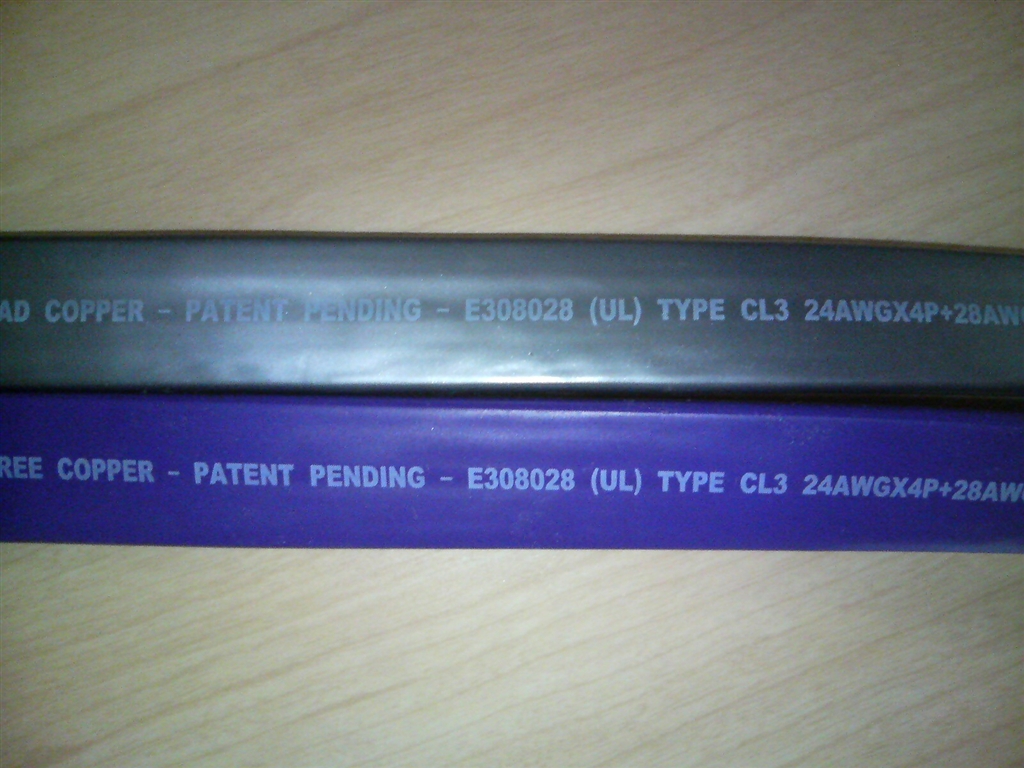 AD COPPER - PATENT PENDING - E308028 (UL) TYPE CL3 24AWGX4P+28AW
REE COPPER - PATENT PENDING - E308028 (UL) TYPE CL3 24AWGX4P+28AW